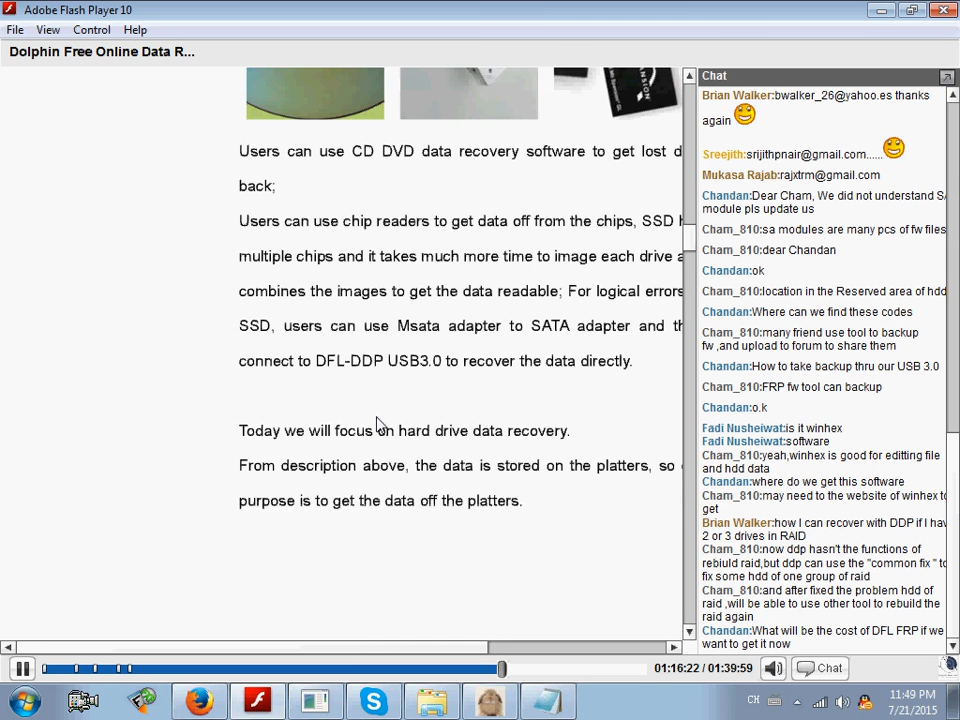 Adobe Flash Player 10
File View Control Help
Dolphin Free Online Data R...
Users can use CD DVD data recovery software to get lost d
back;
Users can use chip readers to get data off from the chips, SSD h
multiple chips and it takes much more time to image each drive a
combines the images to get the data readable; For logical errors
SSD, users can use Msata adapter to SATA adapter and th
connect to DFL-DDP USB3.0 to recover the data directly.
Today we will focus on hard drive data recovery.
From description above, the data is stored on the platters, so
purpose is to get the data off the platters.
Chat
Brian Walker:bwalker_26@yahoo.es thanks
again
Sreejith:srijithpnair@gmail.com......
Mukasa Rajab:rajxtrm@gmail.com
Chandan:Dear Cham, We did not understand SA
module pls update us
Cham_810:sa modules are many pcs of fw files
Cham_810:dear Chandan
Chandan:ok
Cham_810:location in the Reserved area of hdd
Chandan:Where can we find these codes
Cham_810:many friend use tool to backup
fw ,and upload to forum to share them
Chandan:How to take backup thru our USB 3.0
Cham_810:FRP fw tool can backup
Chandan:o.k
Fadi Nusheiwat:is it winhex
Fadi Nusheiwat:software
Cham_810:yeah,winhex is good for editting file
and hdd data
Chandan:where do we get this software
Cham_810:may need to the website of winhex to
get
Brian Walker:how I can recover with DDP if I hav
2 or 3 drives in RAID
Cham_810:now ddp hasn't the functions of
rebiuld raid,but ddp can use the "common fix " to
fix some hdd of one group of raid
Cham_810:and after fixed the problem hdd of
raid ,will be able to use other tool to rebuild the
raid again
Chandan:What will be the cost of DFL FRP if we
want to get it now
01:16:22 / 01:39:59
Chat
CH
11:49 PM
7/21/2015